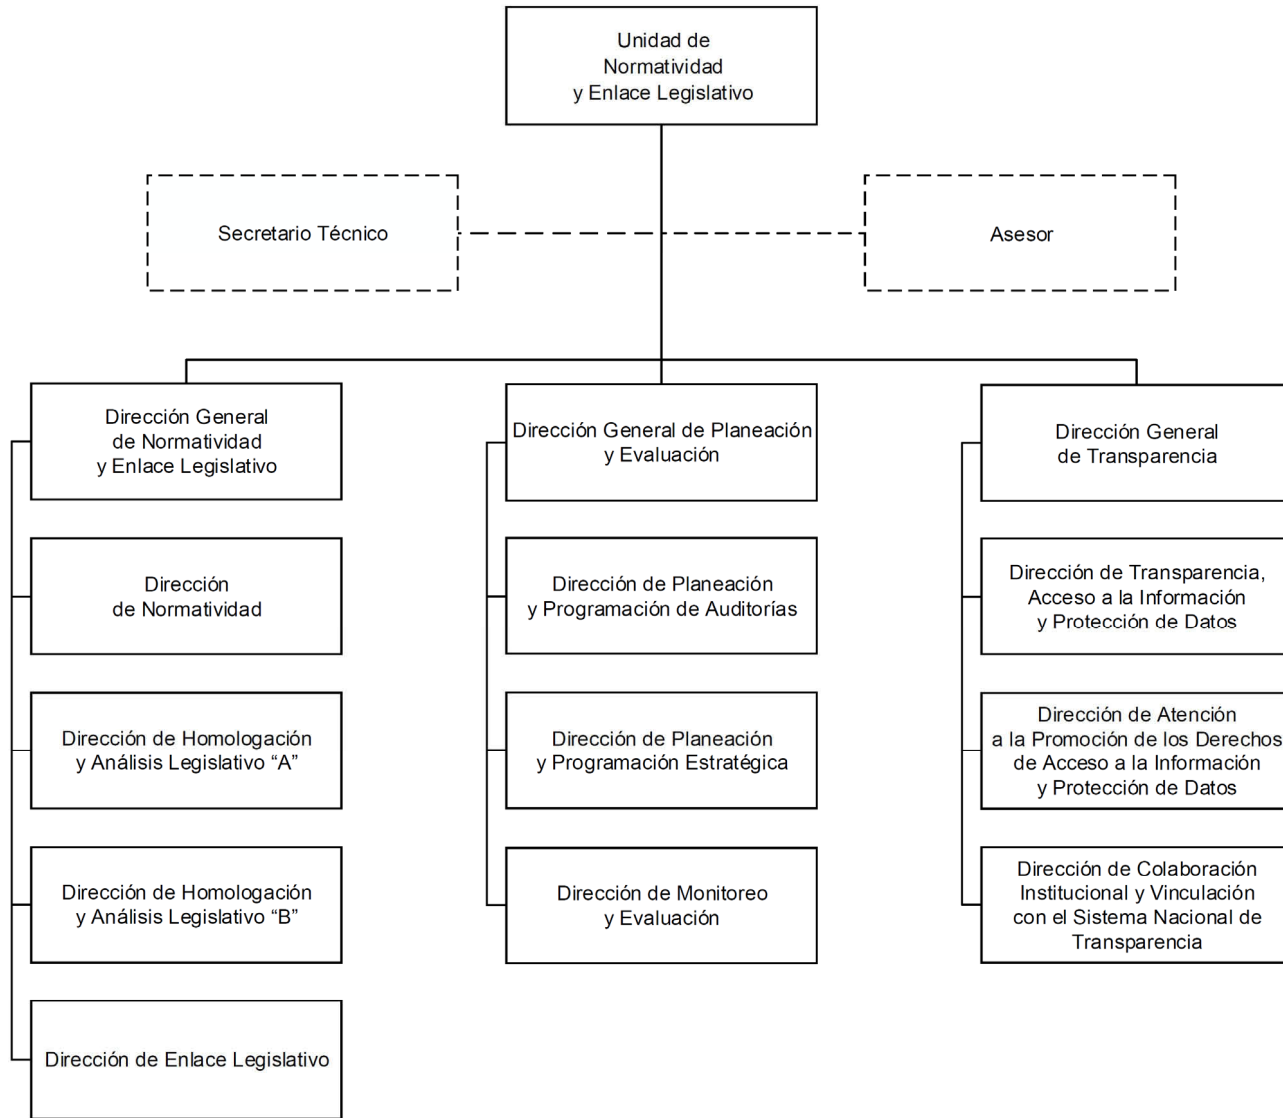 Unidad de
Normatividad
y Enlace Legislativo
Secretario Técnico
Asesor
Dirección General
de Normatividad
y Enlace Legislativo
Dirección General de Planeación
y Evaluación
Dirección General
de Transparencia
Dirección
de Normatividad
Dirección de Planeación
y Programación de Auditorías
Dirección de Transparencia,
Acceso a la Información
y Protección de Datos
Dirección de Homologación
y Análisis Legislativo “A”
Dirección de Planeación
y Programación Estratégica
Dirección de Atención
a la Promoción de los Derechos
de Acceso a la Información
y Protección de Datos
Dirección de Homologación
y Análisis Legislativo “B”
Dirección de Monitoreo
y Evaluación
Dirección de Colaboración
Institucional y Vinculación
con el Sistema Nacional de
Transparencia
Dirección de Enlace Legislativo